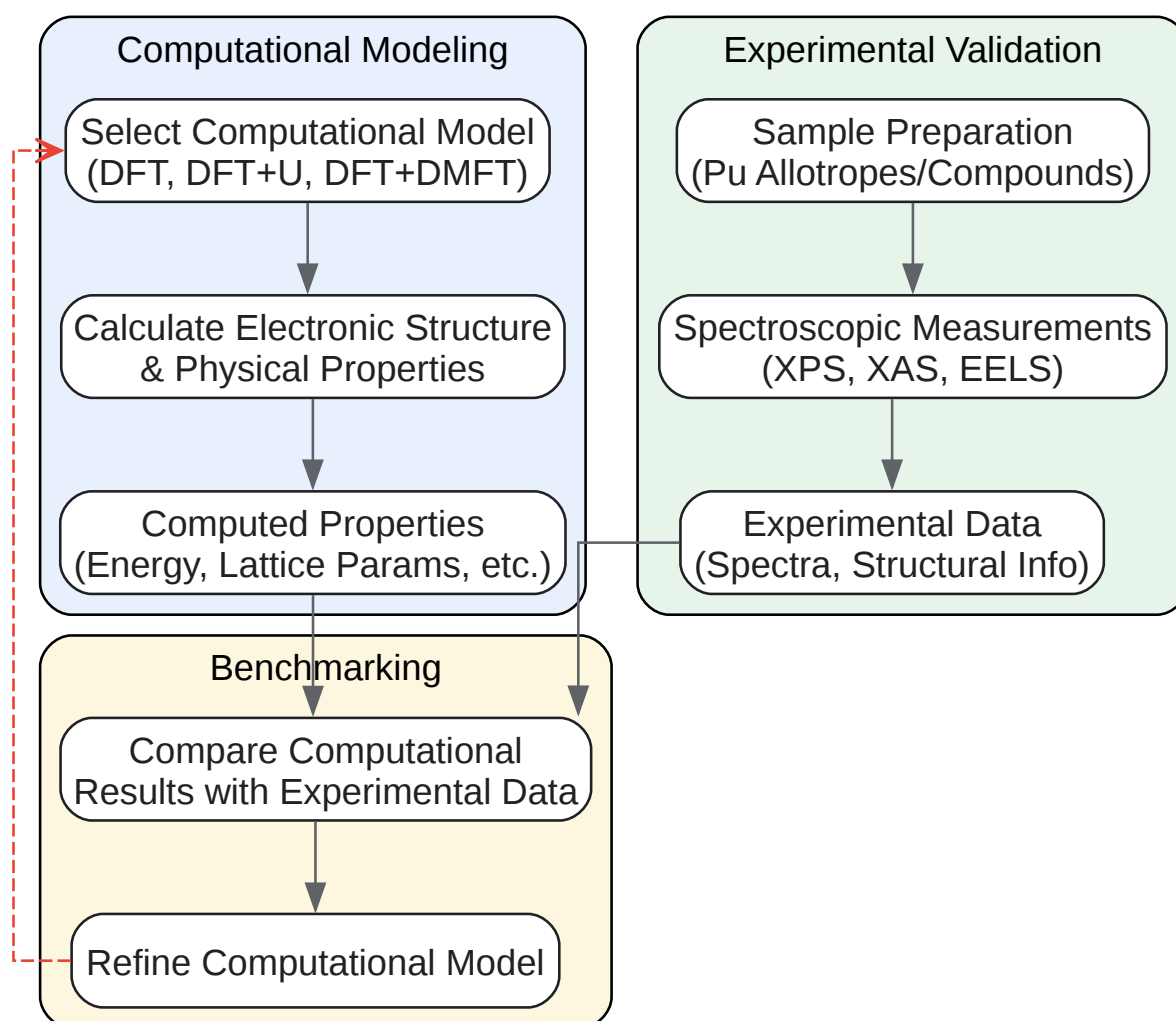 Computational Modeling
Select Computational Model
(DFT, DFT+U, DFT+DMFT)
Calculate Electronic Structure
& Physical Properties
Computed Properties
(Energy, Lattice Params, etc.)
Experimental Validation
Sample Preparation
(Pu Allotropes/Compounds)
Spectroscopic Measurements
(XPS, XAS, EELS)
Experimental Data
(Spectra, Structural Info)
Benchmarking
Compare Computational
Results with Experimental Data
Refine Computational Model